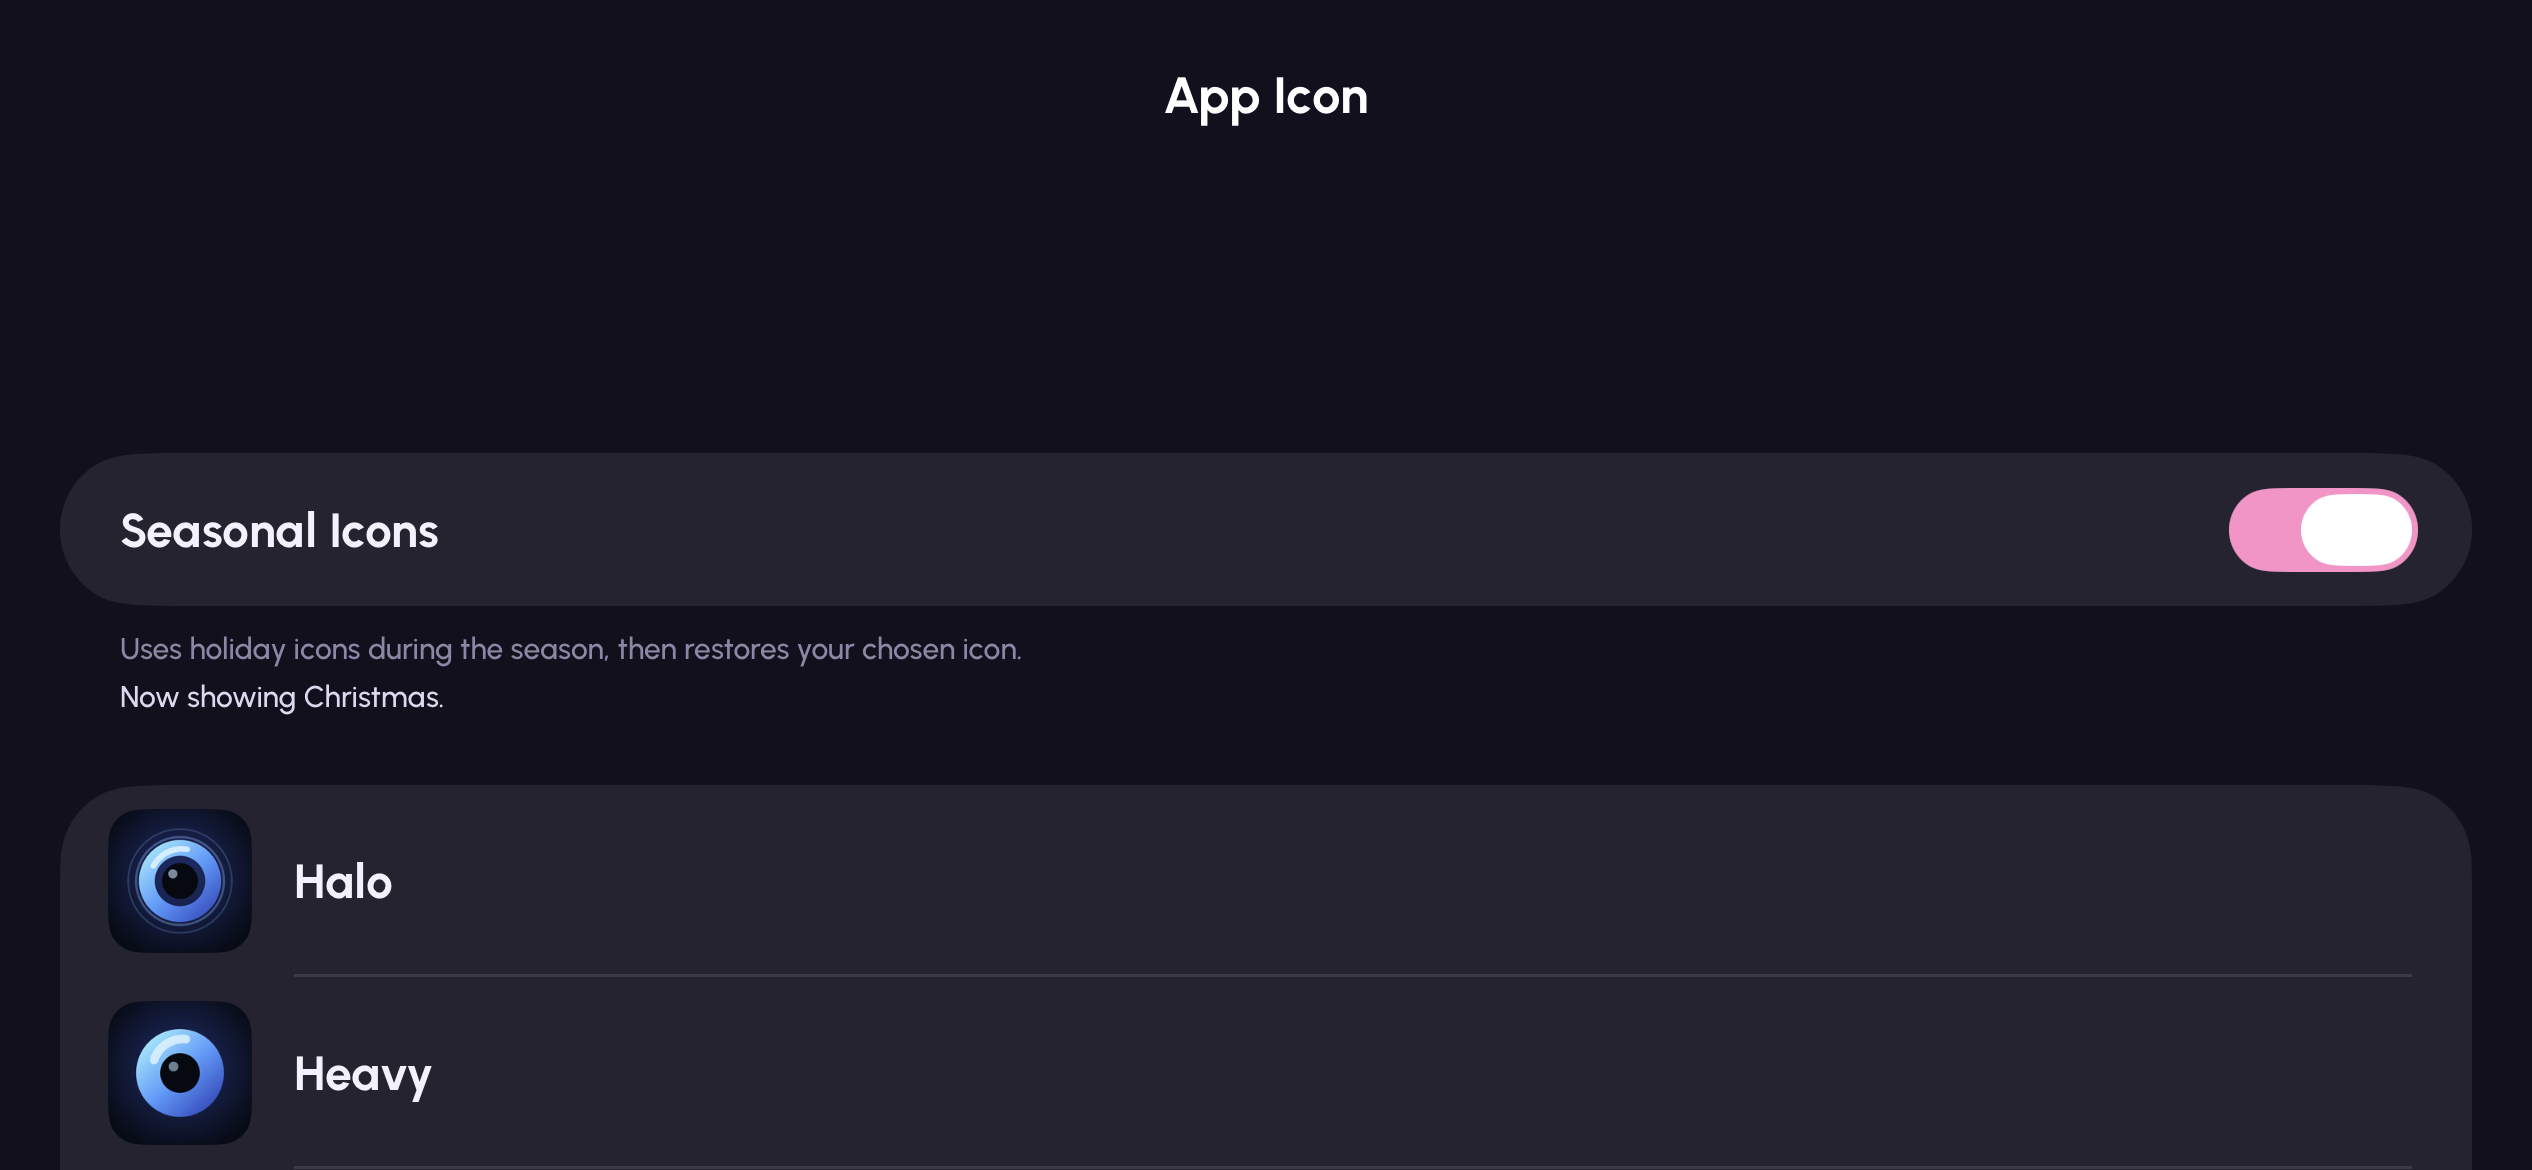 App Icon
Seasonal Icons
Uses holiday icons during the season, then restores your chosen icon.
Now showing Christmas.
Halo
Heavy